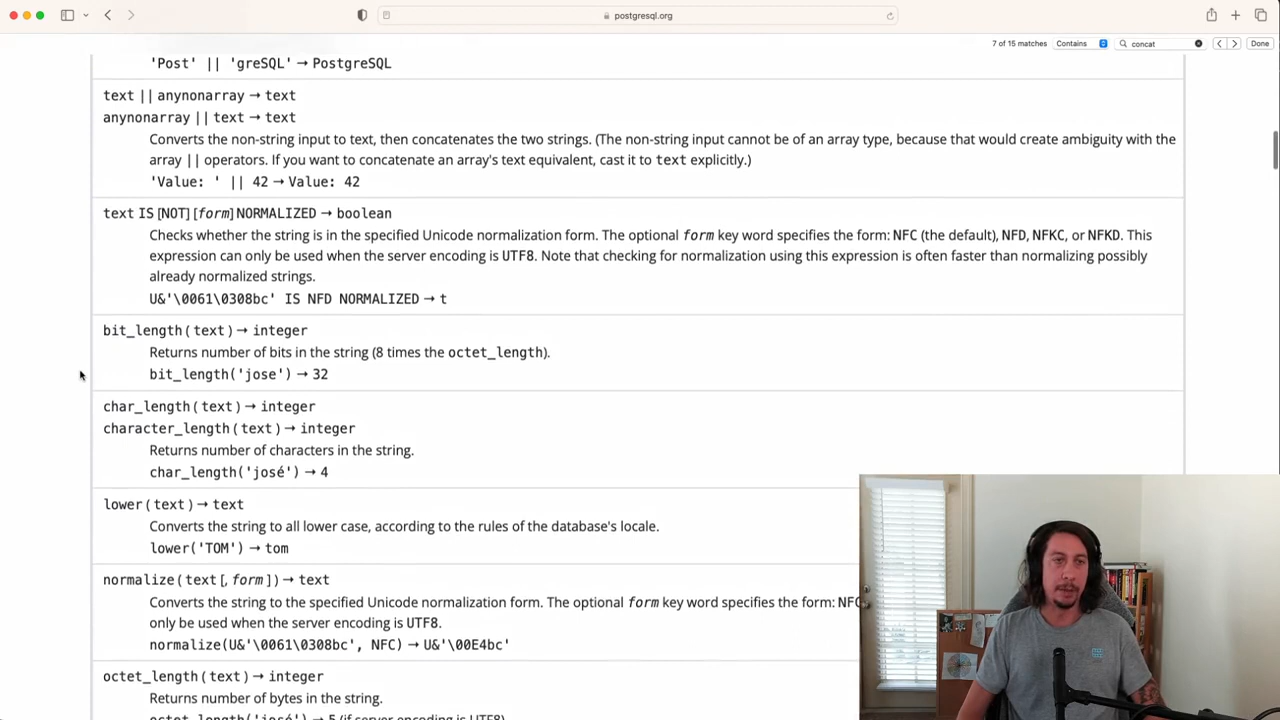 postgresql.org
7 of 15 matches Contains concat Done
'Post' || 'greSQL' → PostgreSQL
text || anynonarray → text
anynonarray || text → text
Converts the non-string input to text, then concatenates the two strings. (The non-string input cannot be of an array type, because that would create ambiguity with the
array || operators. If you want to concatenate an array's text equivalent, cast it to text explicitly.)
'Value: ' || 42 → Value: 42
text IS [NOT] [form] NORMALIZED → boolean
Checks whether the string is in the specified Unicode normalization form. The optional form key word specifies the form: NFC (the default), NFD, NFKC, or NFKD. This
expression can only be used when the server encoding is UTF8. Note that checking for normalization using this expression is often faster than normalizing possibly
already normalized strings.
U&'\0061\0308bc' IS NFD NORMALIZED → t
bit_length ( text ) → integer
Returns number of bits in the string (8 times the octet_length).
bit_length('jose') → 32
char_length ( text ) → integer
character_length ( text ) → integer
Returns number of characters in the string.
char_length('josé') → 4
lower ( text ) → text
Converts the string to all lower case, according to the rules of the database's locale.
lower('TOM') → tom
normalize ( text [, form ] ) → text
Converts the string to the specified Unicode normalization form. The optional form key word specifies the form: NFC
only be used when the server encoding is UTF8.
normalize(U&'\0061\0308bc', NFC) → U&'\00E4bc'
octet_length ( text ) → integer
Returns number of bytes in the string.
octet_length('josé') → 5 (if server encoding is UTF8)